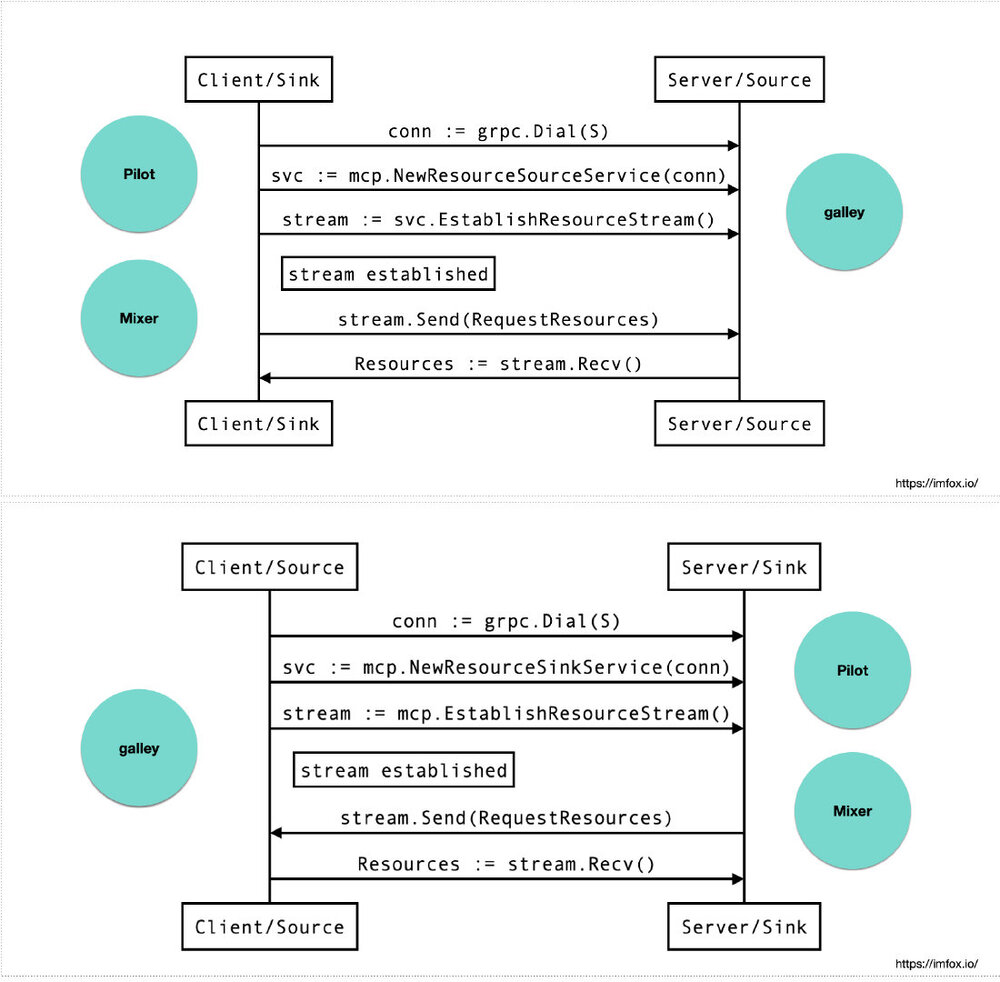 Client/Sink
Server/Source
conn := grpc.Dial(S)
Pilot
svc := mcp.NewResourceSourceService(conn)
galley
stream := svc.EstablishResourceStream()
stream established
Mixer
stream.Send(RequestResources)
Resources := stream.Recv()
Client/Sink
Server/Source
https://imfox.io/
Client/Source
Server/Sink
conn := grpc.Dial(S)
svc := mcp.NewResourceSinkService(conn)
Pilot
stream := mcp.EstablishResourceStream()
galley
stream established
Mixer
stream.Send(RequestResources)
Resources := stream.Recv()
Client/Source
Server/Sink
https://imfox.io/